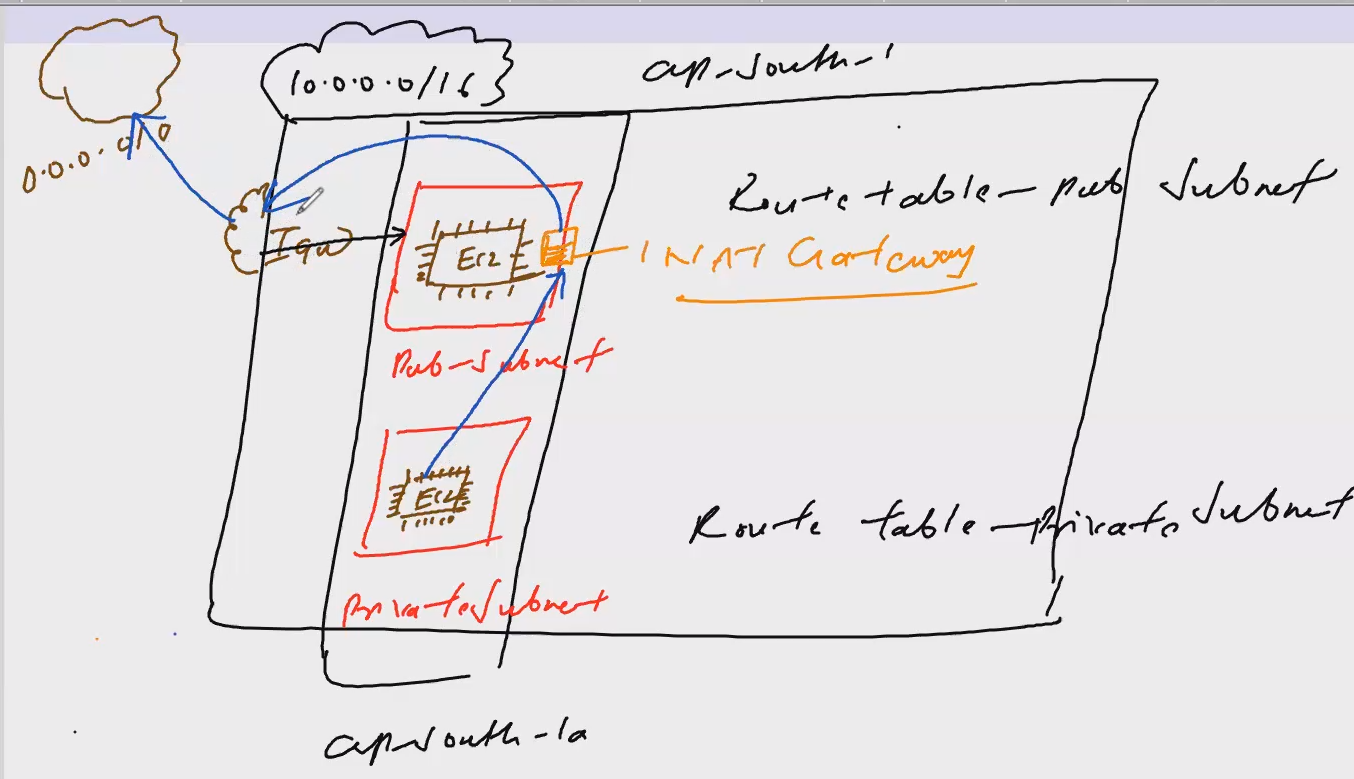 10.0.0.0/16
ap-south-1
0.0.0.0/0
Route table - pub subnet
Igw
EC2
1 NAT Gateway
Pub-subnet
EC2
Route table - private subnet
Private subnet
ap-south-1a